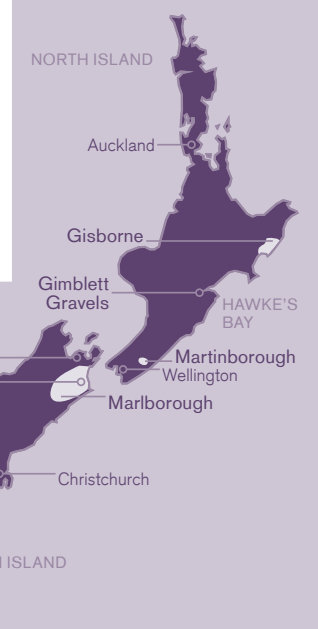 NORTH ISLAND
Auckland
Gisborne
Gimblett
Gravels
HAWKE'S
BAY
Martinborough
Wellington
Marlborough
Christchurch
ISLAND